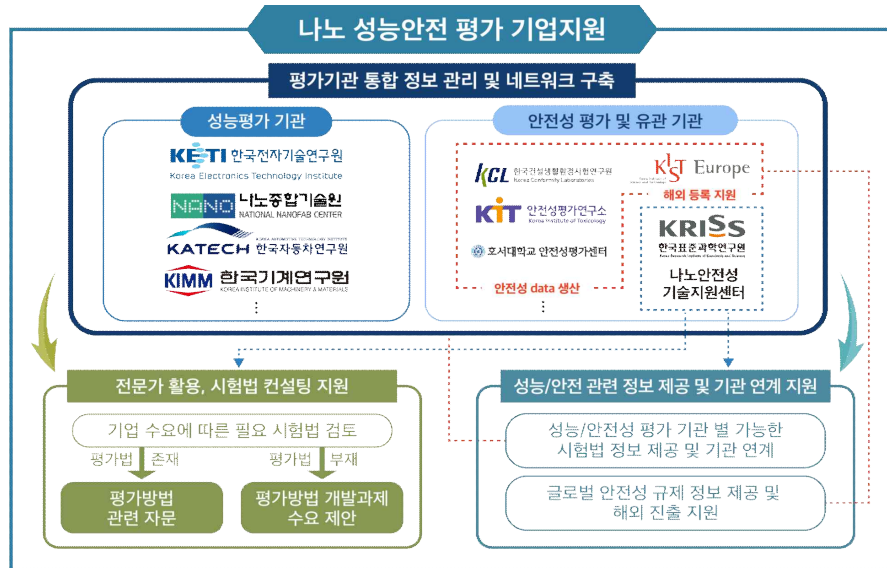 나노 성능안전 평가 기업지원
평가기관 통합 정보 관리 및 네트워크 구축
성능평가 기관
KETI 한국전자기술연구원
Korea Electronics Technology Institute
NANO 나노종합기술원
NATIONAL NANOFAB CENTER
KOREA AUTOMOTIVE TECHNOLOGY INSTITUTE
KATECH 한국자동차연구원
KIMM 한국기계연구원
KOREA INSTITUTE OF MACHINERY & MATERIALS
⋮
안전성 평가 및 유관 기관
KCL 한국건설생활환경시험연구원
Korea Conformity Laboratories
KIST Europe
해외 등록 지원
KIT 안전성평가연구소
Korea Institute of Toxicology
호서대학교 안전성평가센터
안전성 data 생산
⋮
KRISS
한국표준과학연구원
Korea Research Institute of Standards and Science
나노안전성
기술지원센터
전문가 활용, 시험법 컨설팅 지원
기업 수요에 따른 필요 시험법 검토
평가법 존재
평가법 부재
평가방법
관련 자문
평가방법 개발과제
수요 제안
성능/안전 관련 정보 제공 및 기관 연계 지원
성능/안전성 평가 기관 별 가능한
시험법 정보 제공 및 기관 연계
글로벌 안전성 규제 정보 제공 및
해외 진출 지원